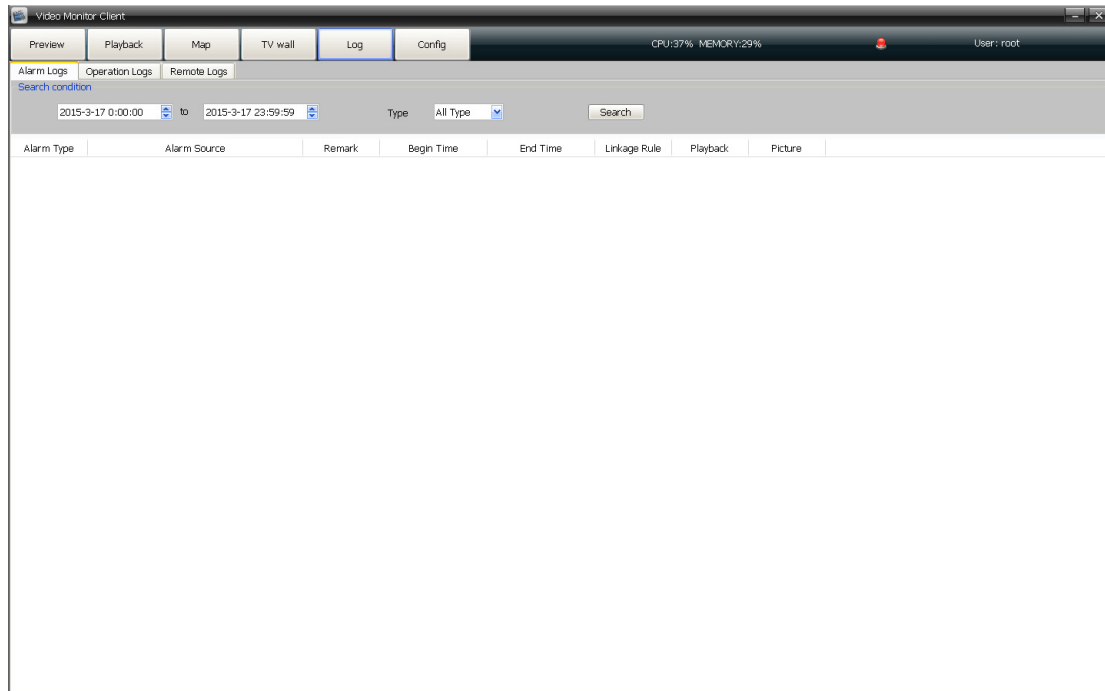 Video Monitor Client
Preview Playback Map TV wall Log Config CPU:37% MEMORY:29% User: root
Alarm Logs Operation Logs Remote Logs
Search condition
2015-3-17 0:00:00 to 2015-3-17 23:59:59 Type All Type Search
Alarm Type Alarm Source Remark Begin Time End Time Linkage Rule Playback Picture